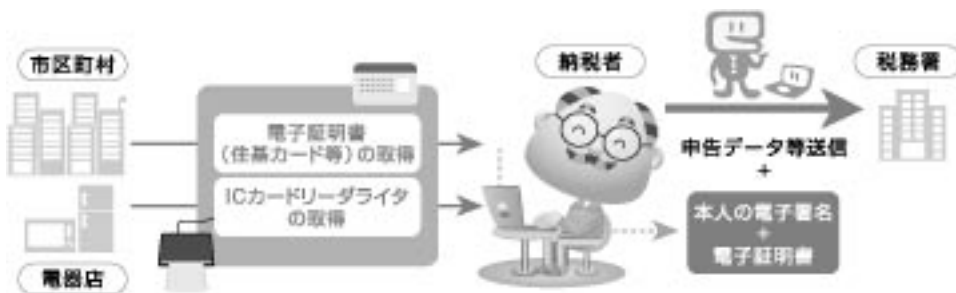 市区町村
電器店
電子証明書
(住基カード等)の取得
ICカードリーダライタ
の取得
納税者
税務署
申告データ等送信
+
本人の電子署名
+
電子証明書